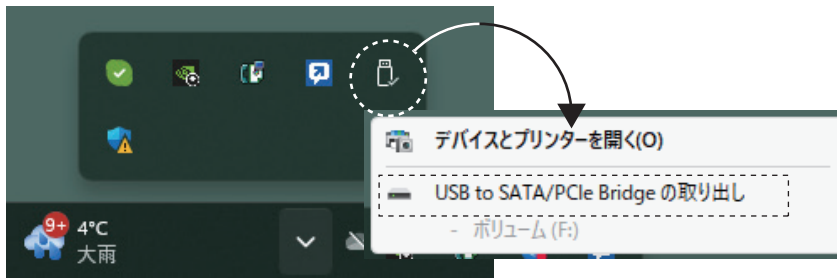 デバイスとプリンターを開く(O)
USB to SATA/PCIe Bridge の取り出し
- ボリューム (F:)
9+
4°C
大雨